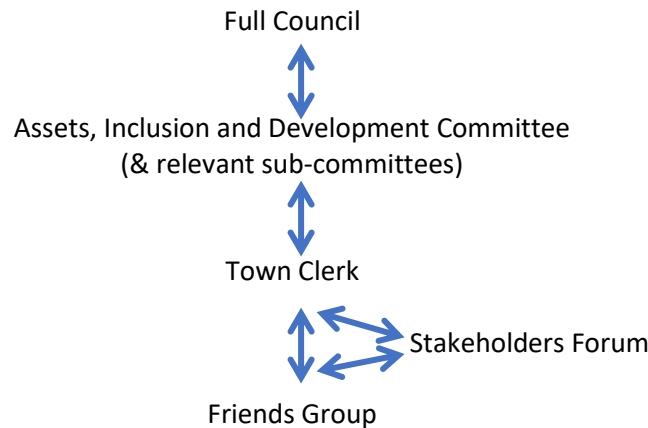 Full Council
Assets, Inclusion and Development Committee
(& relevant sub-committees)
Town Clerk
Stakeholders Forum
Friends Group